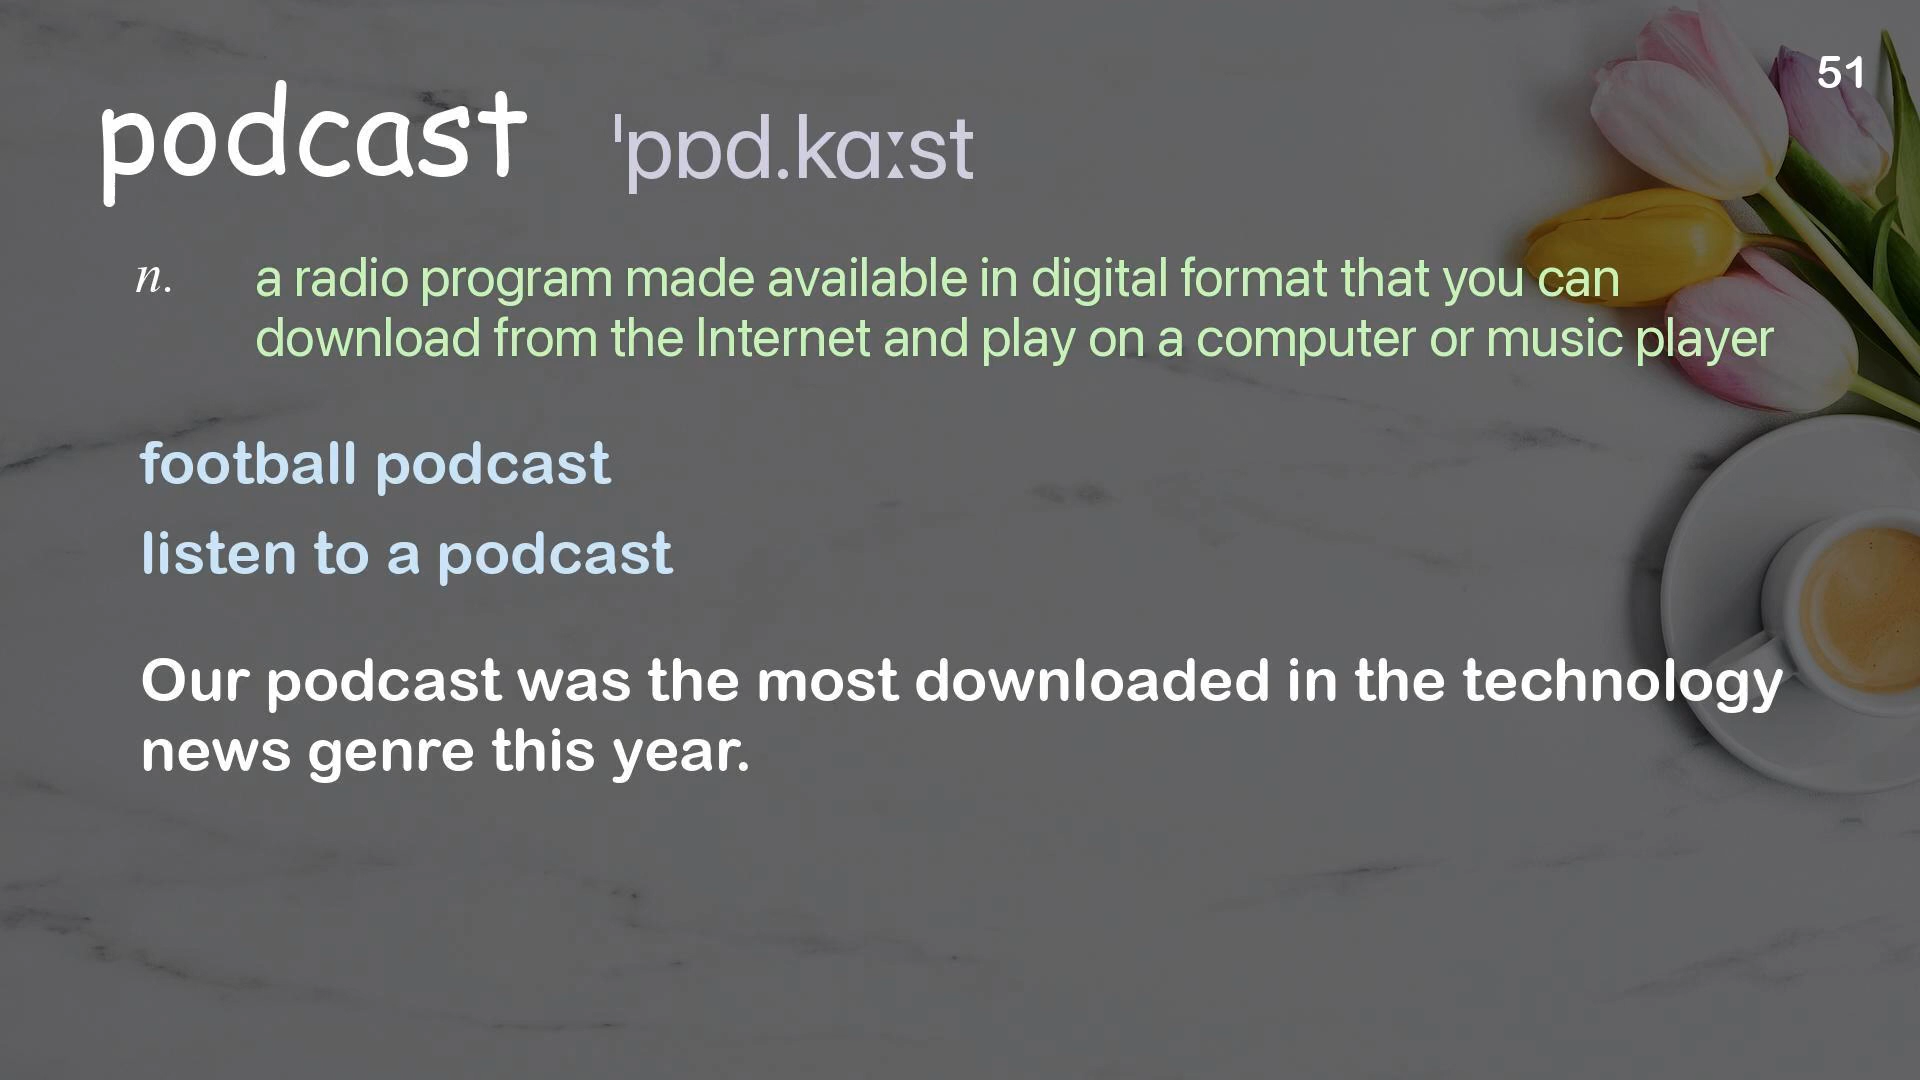 51
podcast ˈpɒd.kɑːst
n. a radio program made available in digital format that you can
download from the Internet and play on a computer or music player
football podcast
listen to a podcast
Our podcast was the most downloaded in the technology
news genre this year.